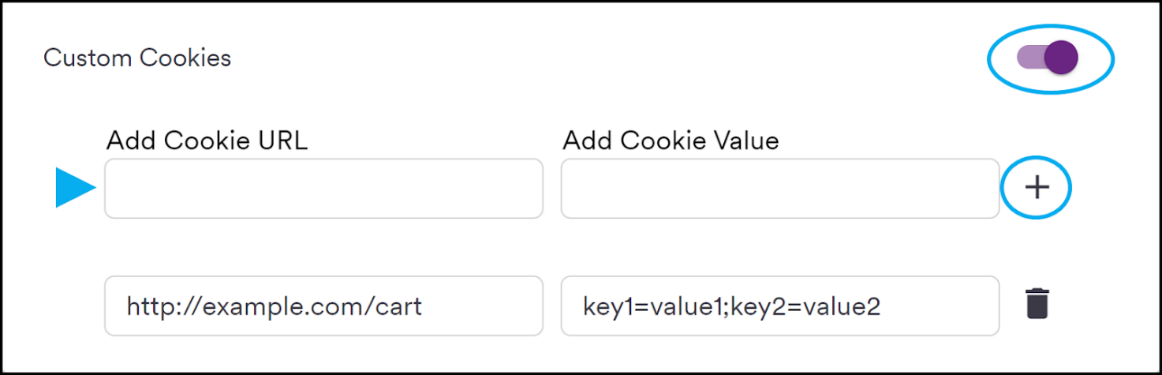 Custom Cookies
Add Cookie URL Add Cookie Value
http://example.com/cart key1=value1;key2=value2